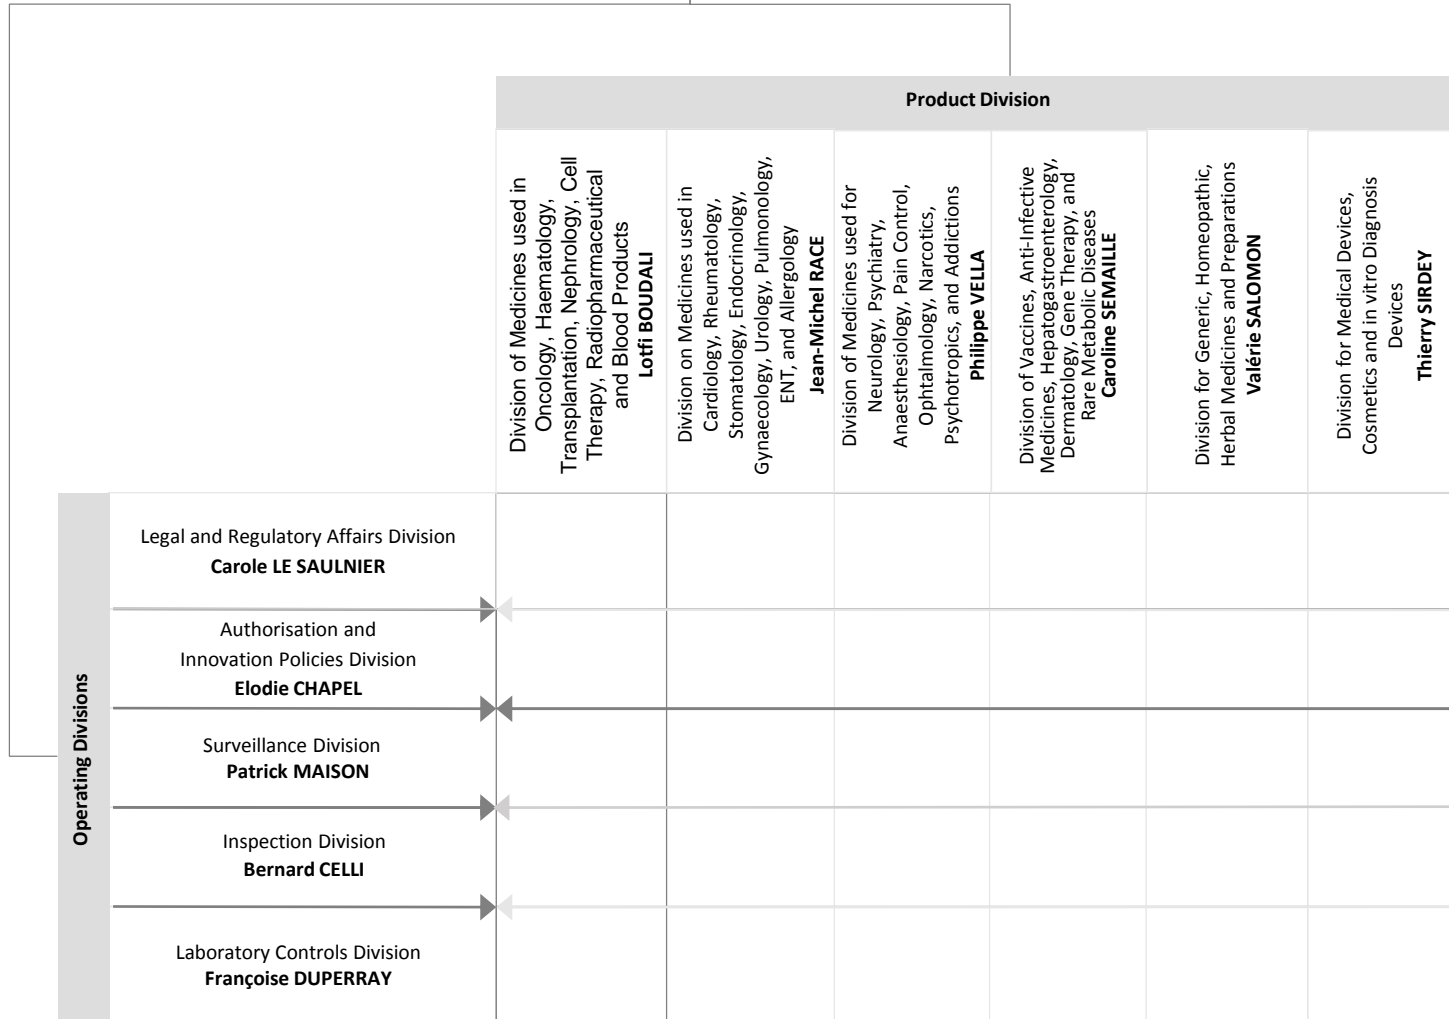 Product Division
Division of Medicines used in
Oncology, Haematology,
Transplantation, Nephrology, Cell
Therapy, Radiopharmaceutical
and Blood Products
Lotfi BOUDALI
Division on Medicines used in
Cardiology, Rheumatology,
Stomatology, Endocrinology,
Gynaecology, Urology, Pulmonology,
ENT, and Allergology
Jean-Michel RACE
Division of Medicines used for
Neurology, Psychiatry,
Anaesthesiology, Pain Control,
Ophtalmology, Narcotics,
Psychotropics, and Addictions
Philippe VELLA
Division of Vaccines, Anti-Infective
Medicines, Hepatogastroenterology,
Dermatology, Gene Therapy, and
Rare Metabolic Diseases
Caroline SEMAILLE
Division for Generic, Homeopathic,
Herbal Medicines and Preparations
Valérie SALOMON
Division for Medical Devices,
Cosmetics and in vitro Diagnosis
Devices
Thierry SIRDEY
Operating Divisions
Legal and Regulatory Affairs Division
Carole LE SAULNIER
Authorisation and
Innovation Policies Division
Elodie CHAPEL
Surveillance Division
Patrick MAISON
Inspection Division
Bernard CELLI
Laboratory Controls Division
Françoise DUPERRAY